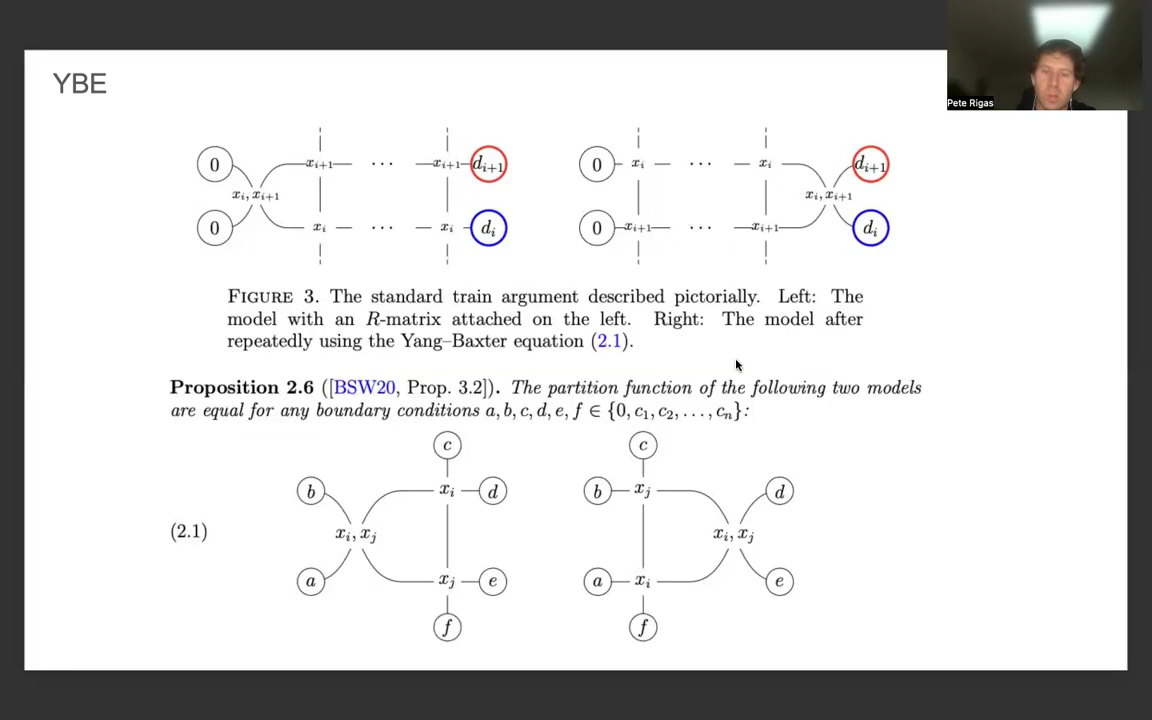 Pete Rigas
YBE
0 x_{i+1} ··· x_{i+1} d_{i+1} 0 x_i ··· x_i d_{i+1}
x_i, x_{i+1} x_i, x_{i+1}
0 x_i ··· x_i d_i 0 x_{i+1} ··· x_{i+1} d_i
FIGURE 3. The standard train argument described pictorially. Left: The
model with an R-matrix attached on the left. Right: The model after
repeatedly using the Yang–Baxter equation (2.1).
Proposition 2.6 ([BSW20, Prop. 3.2]). The partition function of the following two models
are equal for any boundary conditions a, b, c, d, e, f ∈ {0, c_1, c_2, . . . , c_n}:
c c
b x_i d b x_j d
(2.1) x_i, x_j x_i, x_j
a x_j e a x_i e
f f